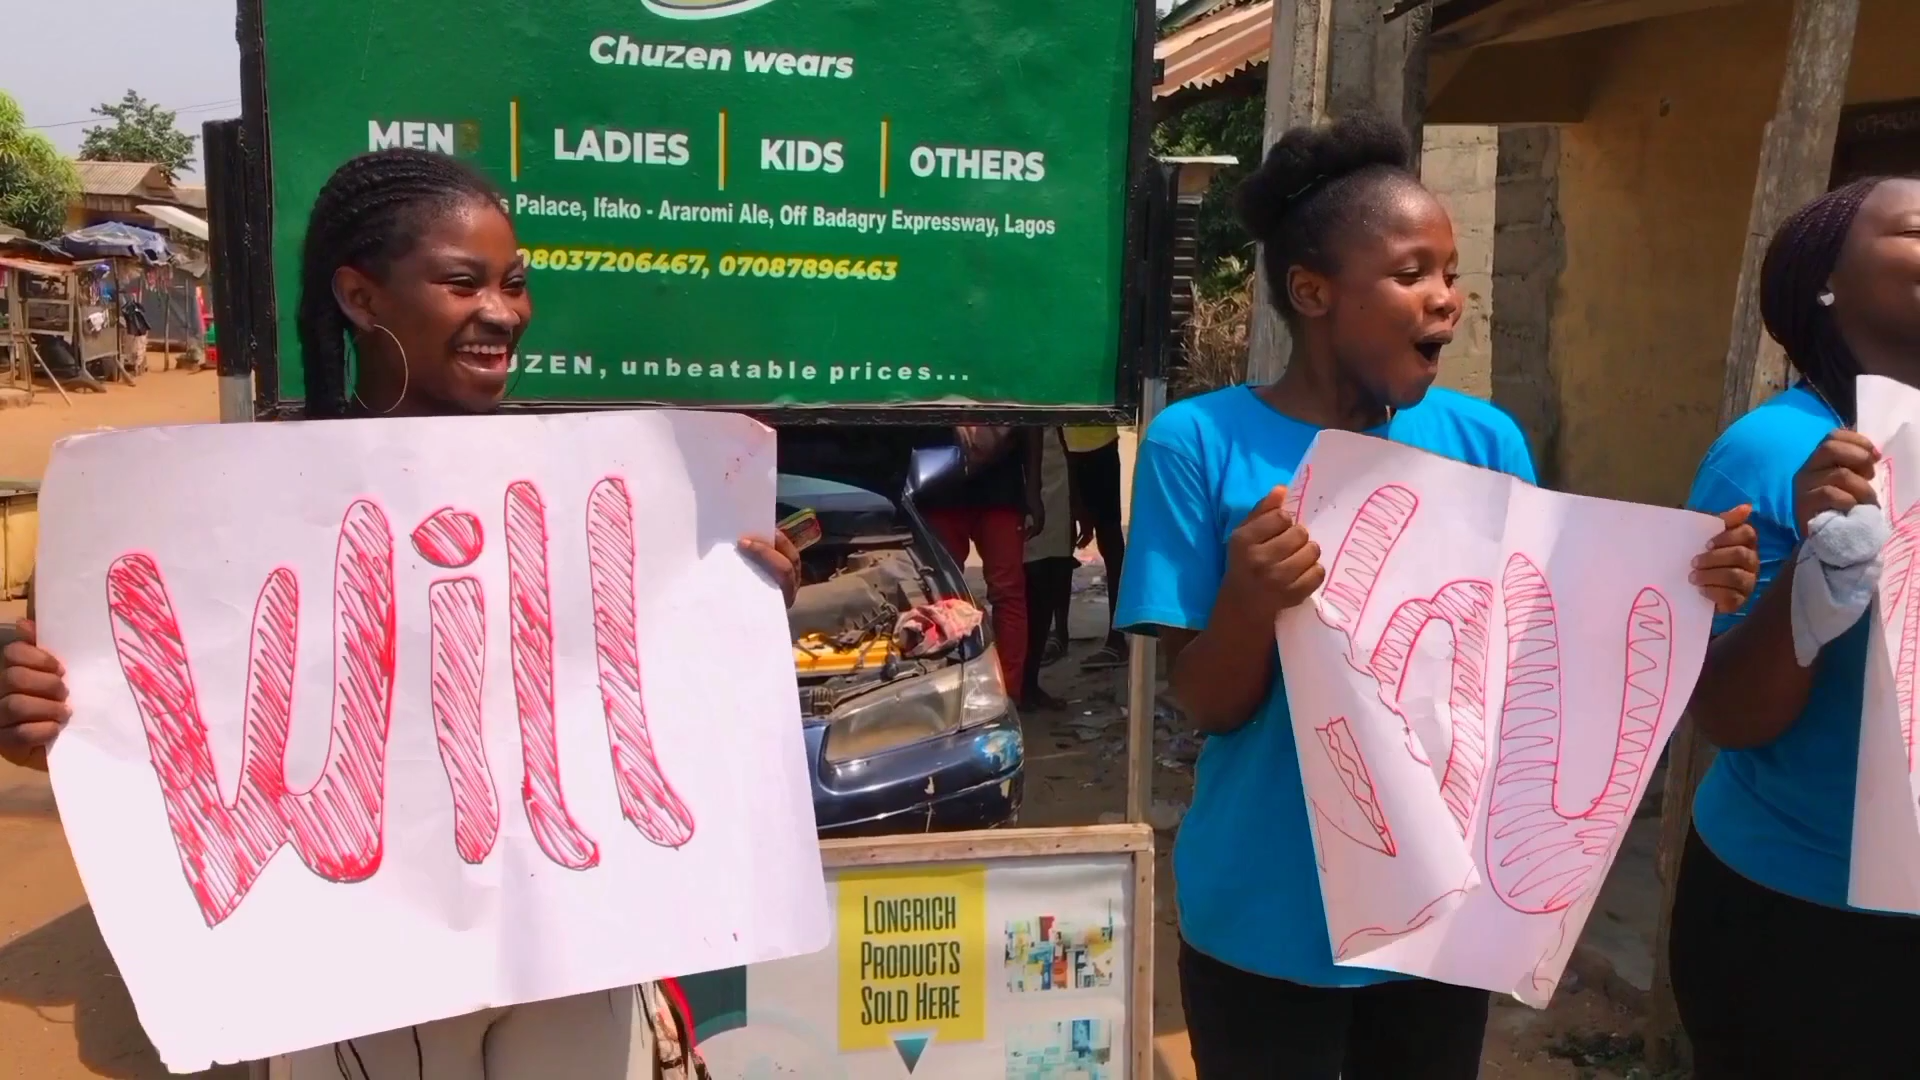 Chuzen wears
MEN
LADIES
KIDS
OTHERS
Palace, Ifako - Araromi Ale, Off Badagry Expressway, Lagos
08037206467, 07087896463
unbeatable prices...
Will
You
LONGRICH
PRODUCTS
SOLD HERE